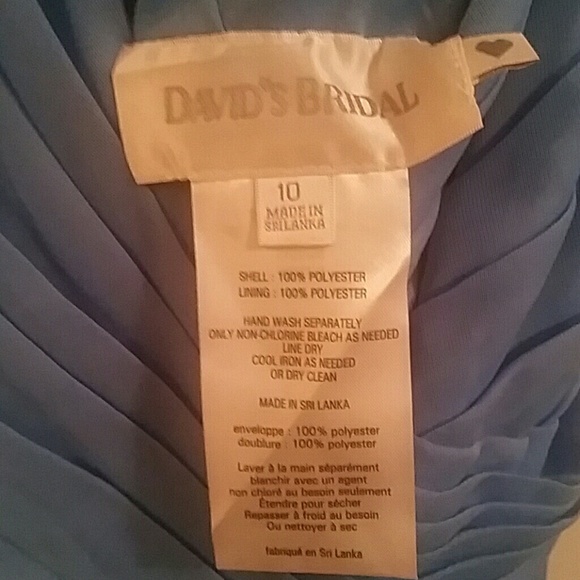 DAVID'S BRIDAL
10
MADE IN
SRI LANKA
SHELL : 100% POLYESTER
LINING : 100% POLYESTER
HAND WASH SEPARATELY
ONLY NON-CHLORINE BLEACH AS NEEDED
LINE DRY
COOL IRON AS NEEDED
OR DRY CLEAN
MADE IN SRI LANKA
enveloppe : 100% polyester
doublure : 100% polyester
Laver à la main séparément
blanchir avec un agent
non chloré au besoin seulement
Étendre pour sécher
Repasser à froid au besoin
Ou nettoyer à sec
fabriqué en Sri Lanka